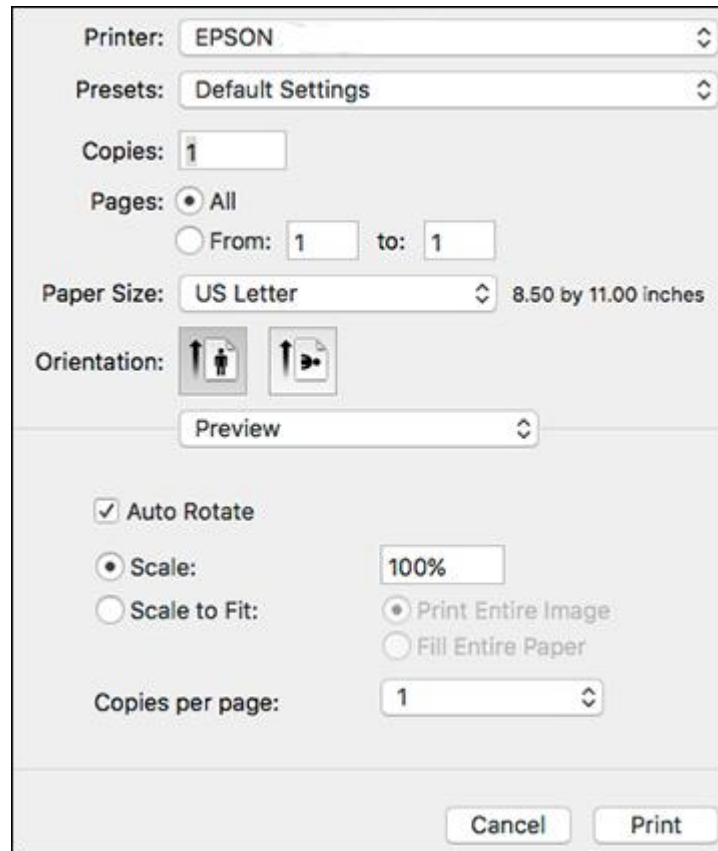 Printer: EPSON
Presets: Default Settings
Copies: 1
Pages: All
From: 1 to: 1
Paper Size: US Letter 8.50 by 11.00 inches
Orientation:
Preview
Auto Rotate
Scale: 100%
Scale to Fit: Print Entire Image
Fill Entire Paper
Copies per page: 1
Cancel Print